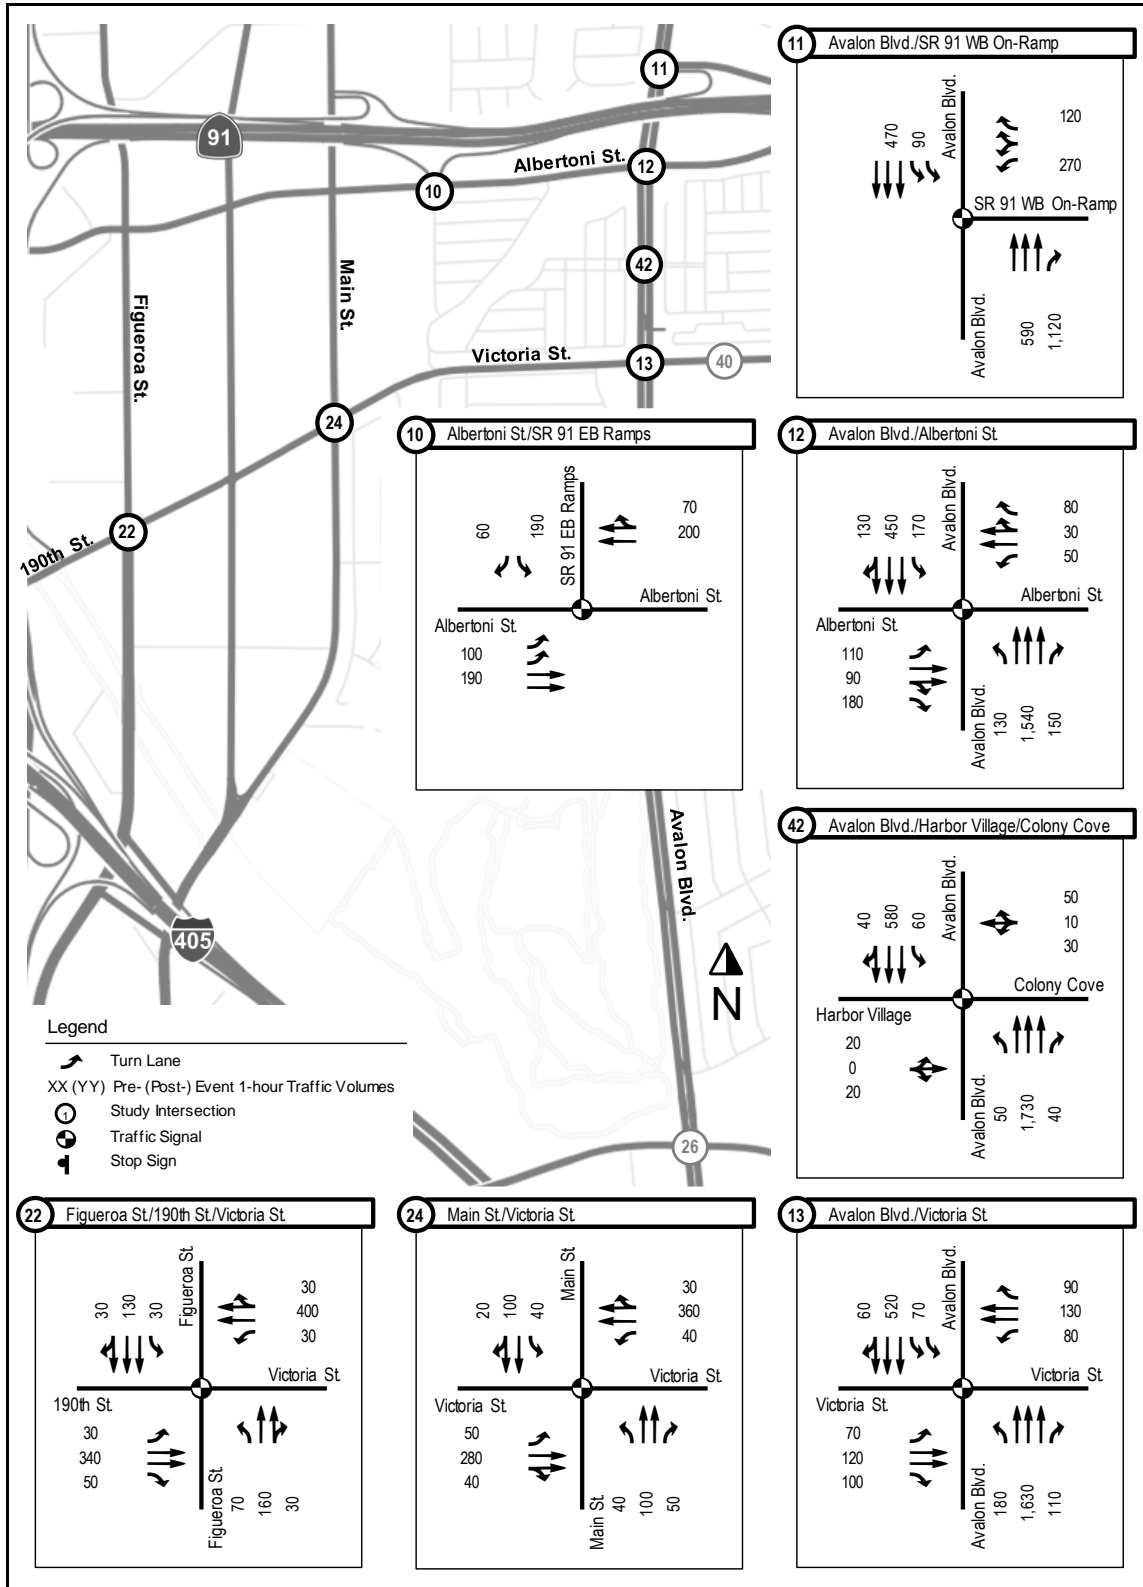 11 Avalon Blvd./SR 91 WB On-Ramp
470
90
Avalon Blvd.
120
270
SR 91 WB On-Ramp
Avalon Blvd.
590
1,120
11
91
Albertoni St.
12
10
42
Main St.
Figueroa St.
Victoria St.
13
40
24
22
190th St.
10 Albertoni St./SR 91 EB Ramps
60
190
SR 91 EB Ramps
70
200
Albertoni St.
Albertoni St.
100
190
12 Avalon Blvd./Albertoni St.
130
450
170
Avalon Blvd.
80
30
50
Albertoni St.
Albertoni St.
110
90
180
Avalon Blvd.
130
1,540
150
42 Avalon Blvd./Harbor Village/Colony Cove
40
580
60
Avalon Blvd.
50
10
30
Colony Cove
Harbor Village
20
0
20
Avalon Blvd.
50
1,730
40
Avalon Blvd.
405
N
26
Legend
Turn Lane
XX (YY) Pre- (Post-) Event 1-hour Traffic Volumes
1 Study Intersection
Traffic Signal
Stop Sign
22 Figueroa St./190th St./Victoria St.
30
130
30
Figueroa St.
30
400
30
Victoria St.
190th St.
30
340
50
Figueroa St.
70
160
30
24 Main St./Victoria St.
20
100
40
Main St.
30
360
40
Victoria St.
Victoria St.
50
280
40
Main St.
40
100
50
13 Avalon Blvd./Victoria St.
60
520
70
Avalon Blvd.
90
130
80
Victoria St.
Victoria St.
70
120
100
Avalon Blvd.
180
1,630
110